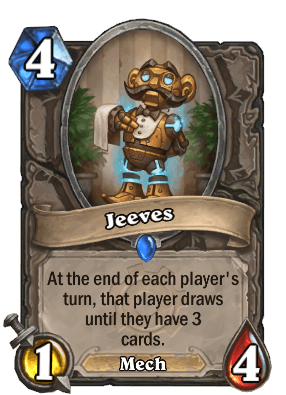 4
Jeeves
At the end of each player's
turn, that player draws
until they have 3
cards.
1
Mech
4